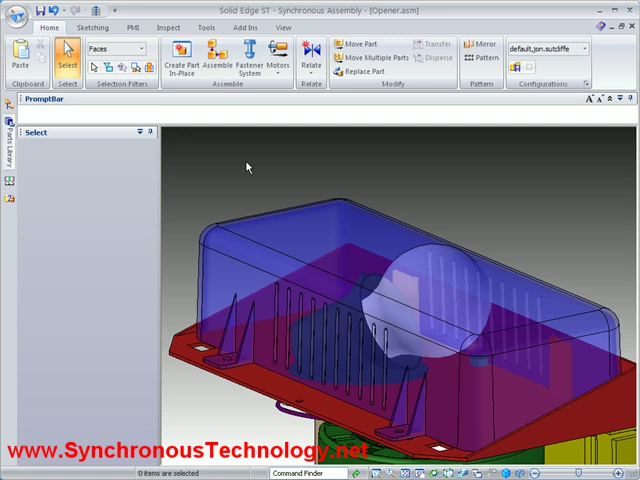 Solid Edge ST - Synchronous Assembly - [Opener.asm]
Home Sketching Tools PMI Inspect Tools Add Ins View
Paste
Clipboard
Select
Select
Faces
Selection Filters
Create Part In-Place
Assemble
Fastener System
Motors
Assemble
Relate
Relate
Move Part
Move Multiple Parts
Replace Part
Transfer
Disperse
Modify
Mirror
Pattern
Pattern
default,jon.sutcliffe
Configurations
PromptBar
Select
Parts Library
www.SynchronousTechnology.net
0 items are selected
Command Finder